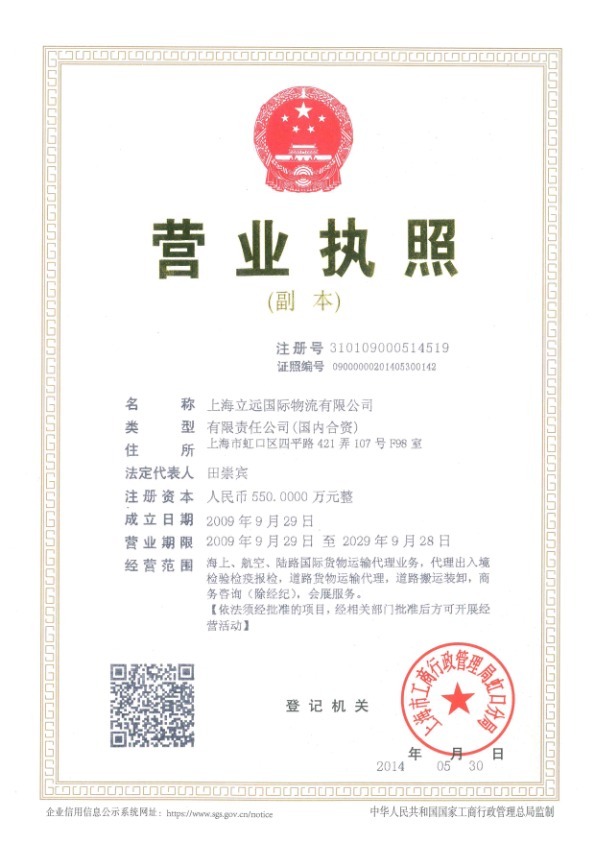 营业执照
(副 本)
注册号 310109000514519
证照编号 09000000201405300142
名 称 上海立远国际物流有限公司
类 型 有限责任公司(国内合资)
住 所 上海市虹口区四平路 421 弄 107 号 F98 室
法定代表人 田崇宾
注册资本 人民币 550.0000 万元整
成立日期 2009 年 9 月 29 日
营业期限 2009 年 9 月 29 日 至 2029 年 9 月 28 日
经营范围 海上、航空、陆路国际货物运输代理业务，代理出入境
检验检疫报检，道路货物运输代理，道路搬运装卸，商
务咨询（除经纪），会展服务。
【依法须经批准的项目，经相关部门批准后方可开展经
营活动】
登记机关
上海市工商行政管理局虹口分局
年 月 日
2014 05 30
企业信用信息公示系统网址：https://www.sgs.gov.cn/notice
中华人民共和国国家工商行政管理总局监制